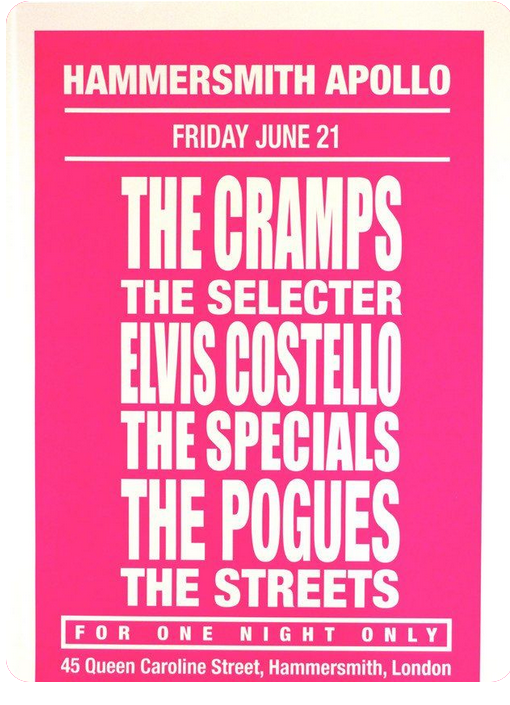 HAMMERSMITH APOLLO
FRIDAY JUNE 21
THE CRAMPS
THE SELECTER
ELVIS COSTELLO
THE SPECIALS
THE POGUES
THE STREETS
FOR ONE NIGHT ONLY
45 Queen Caroline Street, Hammersmith, London